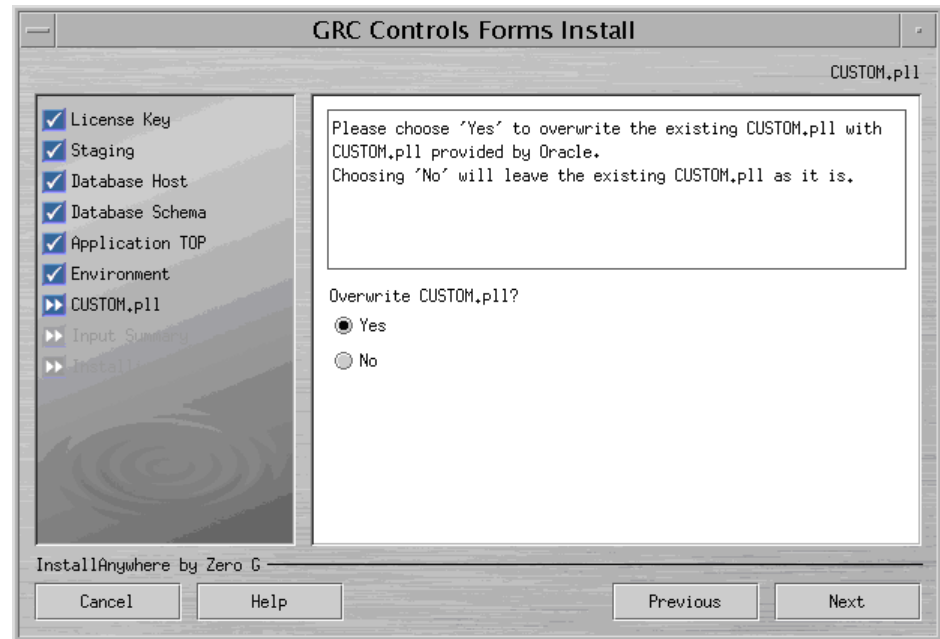 GRC Controls Forms Install
CUSTOM.pll
License Key
Staging
Database Host
Database Schema
Application TOP
Environment
CUSTOM.pll
Input Summary
Install
Please choose 'Yes' to overwrite the existing CUSTOM.pll with
CUSTOM.pll provided by Oracle.
Choosing 'No' will leave the existing CUSTOM.pll as it is.
Overwrite CUSTOM.pll?
Yes
No
InstallAnywhere by Zero G
Cancel
Help
Previous
Next